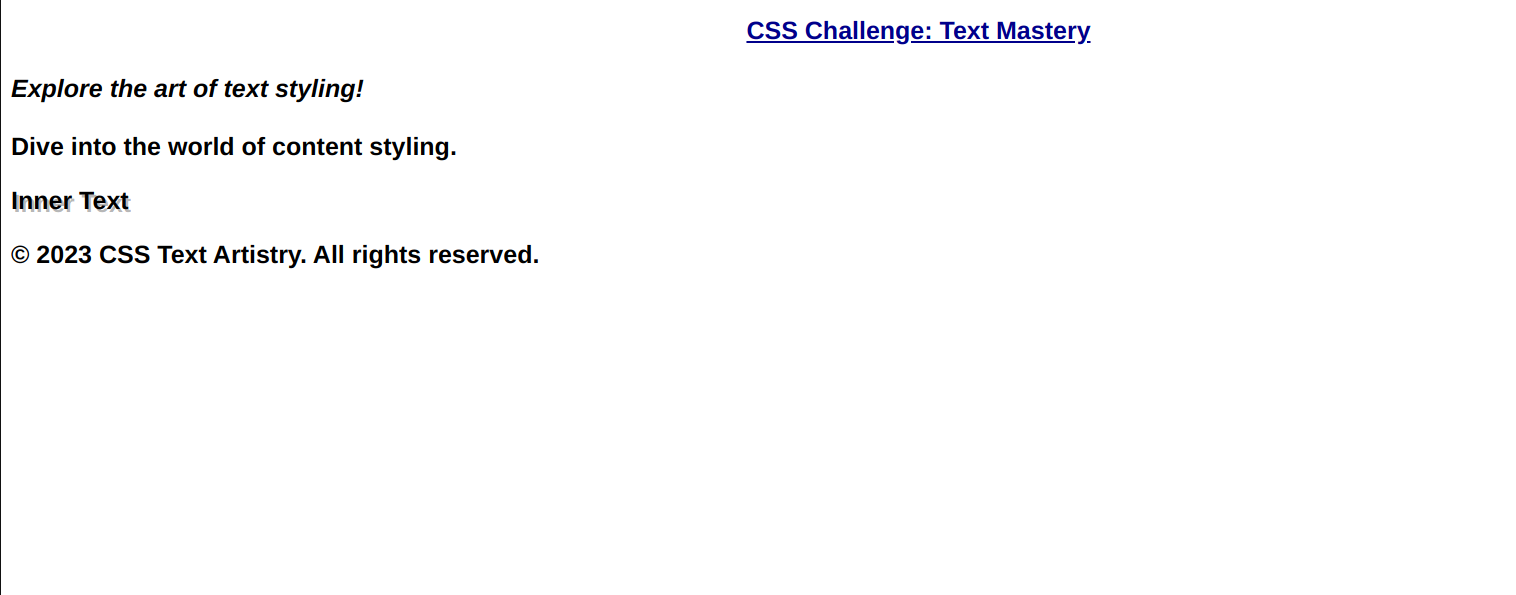 CSS Challenge: Text Mastery
Explore the art of text styling!
Dive into the world of content styling.
Inner Text
© 2023 CSS Text Artistry. All rights reserved.